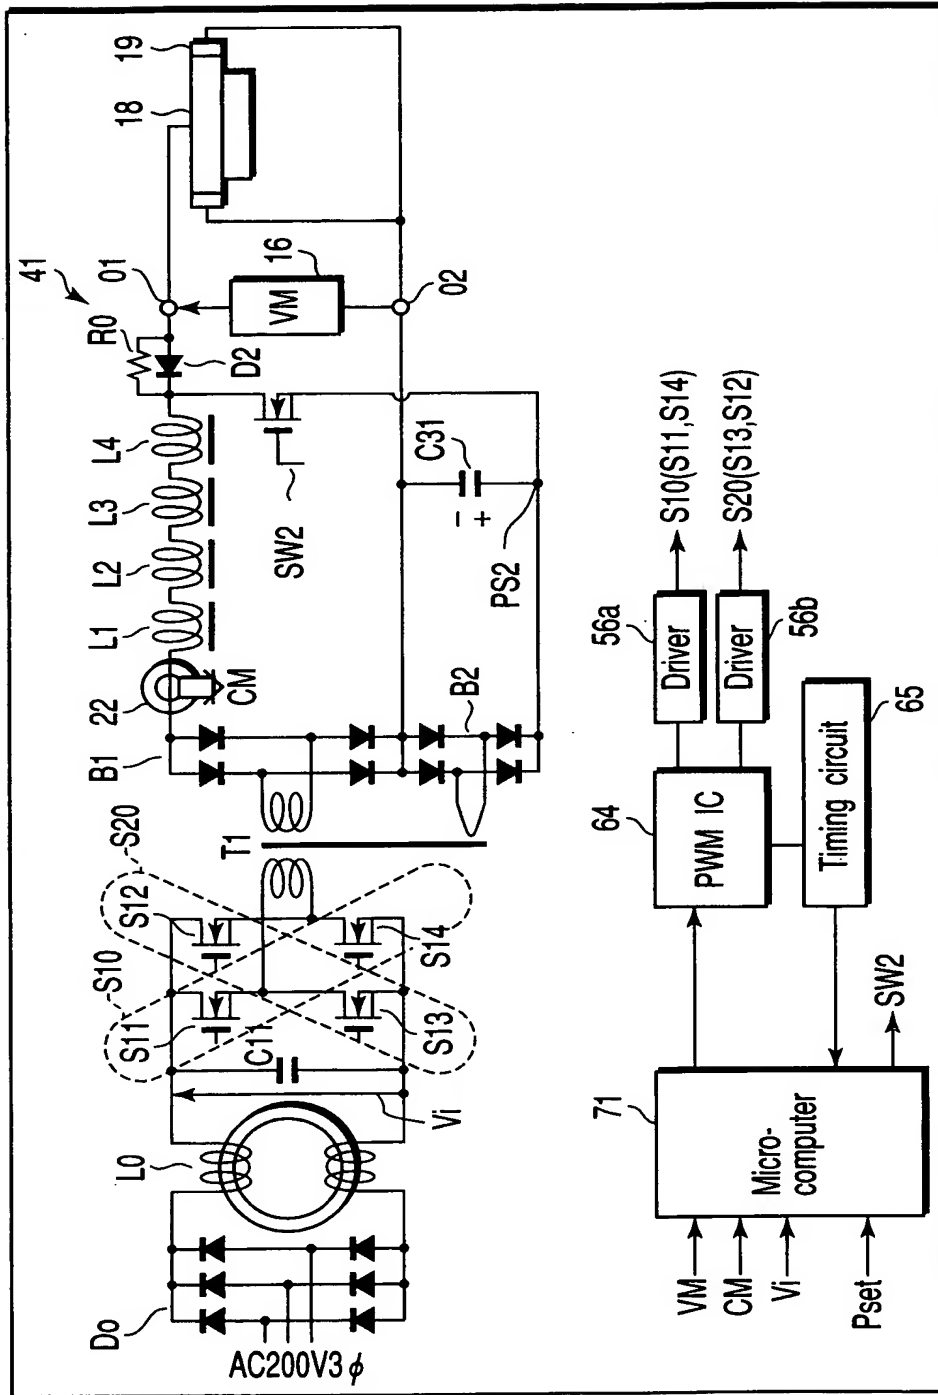 Do
AC200V3 ϕ
L0
Vi
C11
S10
S20
S11
S12
S13
S14
T1
B1
B2
22
CM
L1
L2
L3
L4
SW2
R0
D2
41
01
VM
16
02
C31
−
+
PS2
18
19
VM
CM
Vi
Pset
71
Micro-
computer
SW2
64
PWM IC
Timing circuit
65
56a
Driver
Driver
56b
S10(S11,S14)
S20(S13,S12)